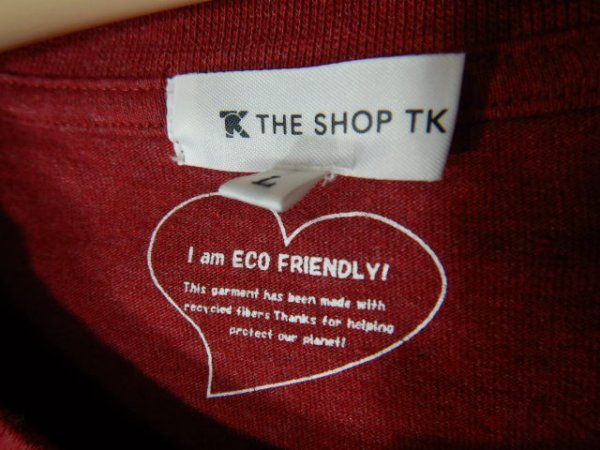 TK THE SHOP TK
L
I am ECO FRIENDLY!
This garment has been made with
recycled fibers Thanks for helping
protect our planet!